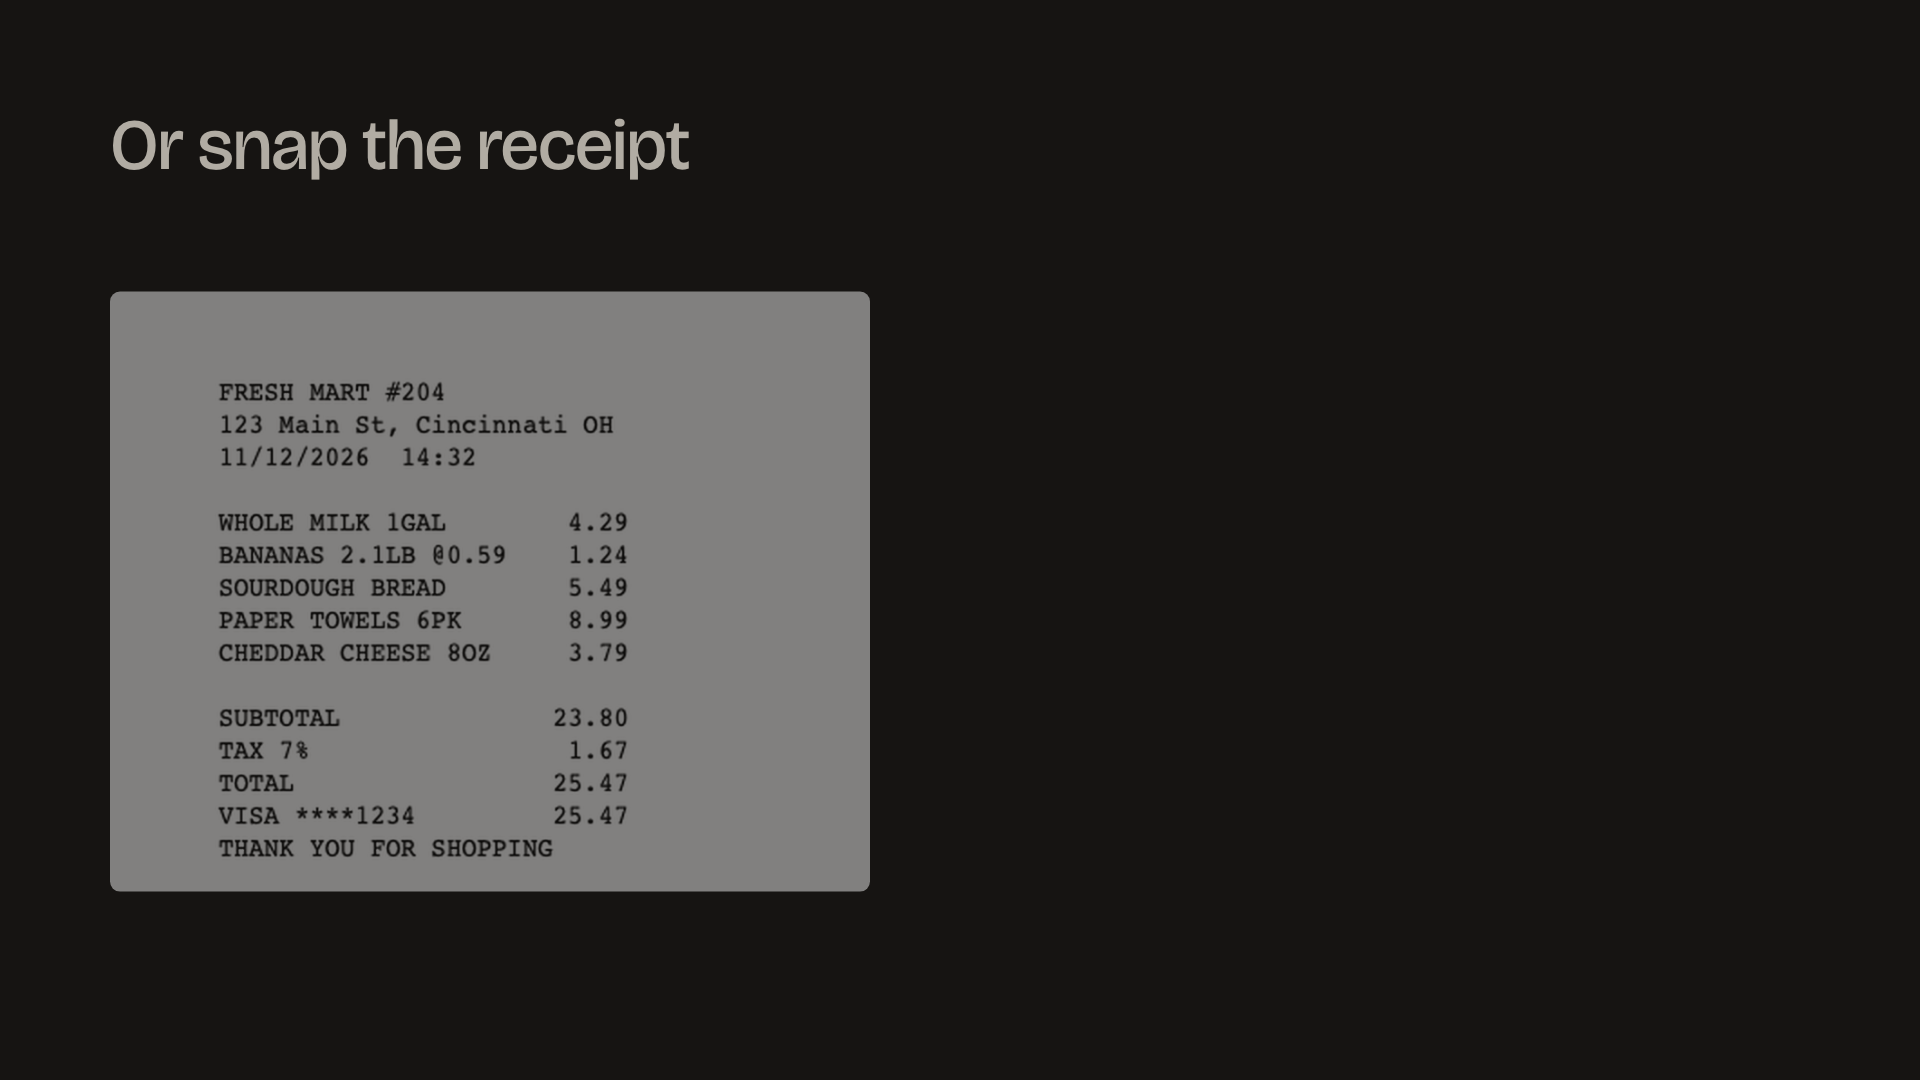 Or snap the receipt
FRESH MART #204
123 Main St, Cincinnati OH
11/12/2026  14:32
WHOLE MILK 1GAL        4.29
BANANAS 2.1LB @0.59    1.24
SOURDOUGH BREAD        5.49
PAPER TOWELS 6PK       8.99
CHEDDAR CHEESE 8OZ     3.79
SUBTOTAL              23.80
TAX 7%                 1.67
TOTAL                 25.47
VISA ****1234         25.47
THANK YOU FOR SHOPPING